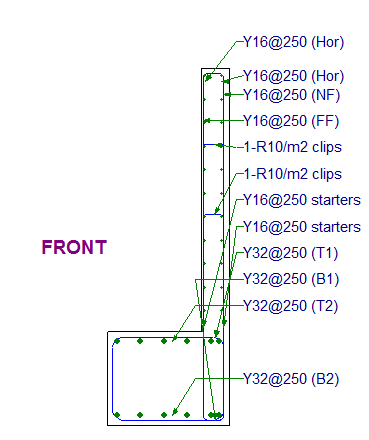 Y16@250 (Hor)
Y16@250 (Hor)
Y16@250 (NF)
Y16@250 (FF)
1-R10/m2 clips
1-R10/m2 clips
Y16@250 starters
Y16@250 starters
FRONT
Y32@250 (T1)
Y32@250 (B1)
Y32@250 (T2)
Y32@250 (B2)